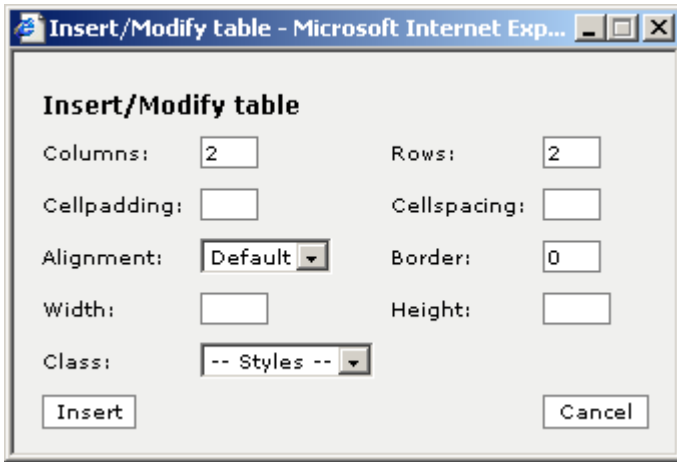 Insert/Modify table - Microsoft Internet Exp...
Insert/Modify table
Columns: 2 Rows: 2
Cellpadding: Cellspacing:
Alignment: Default Border: 0
Width: Height:
Class: -- Styles --
Insert Cancel